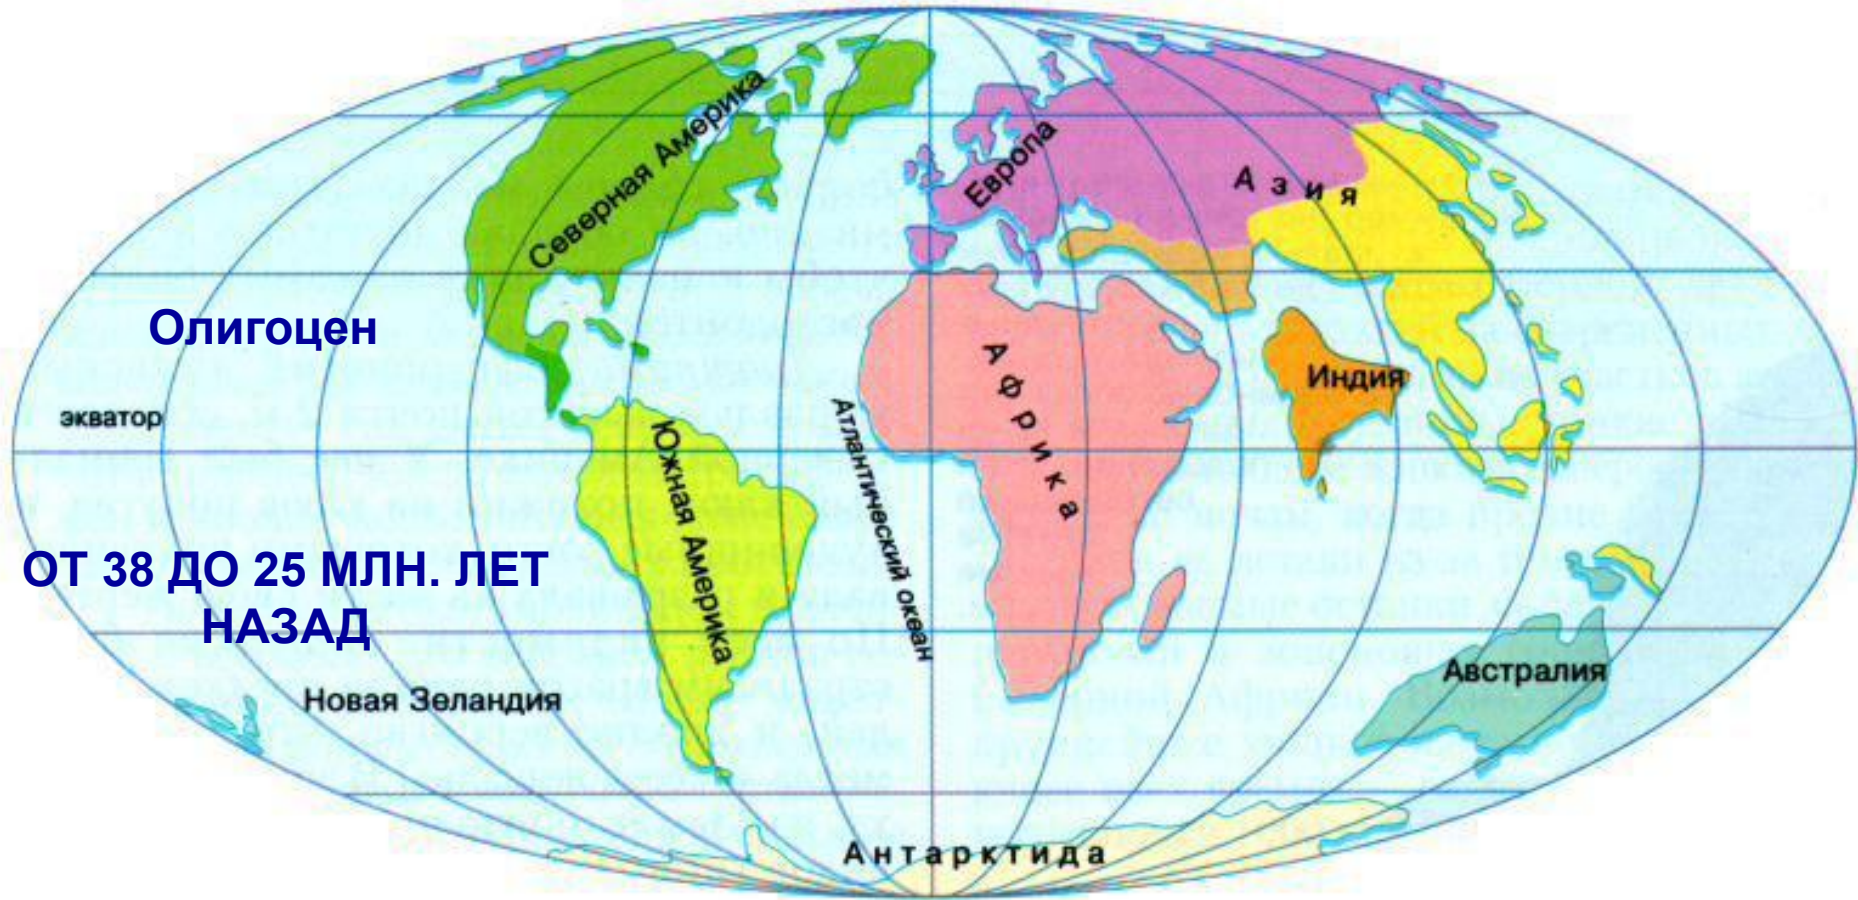 Северная Америка
Европа
Азия
Олигоцен
Африка
Индия
экватор
Атлантический океан
Южная Америка
ОТ 38 ДО 25 МЛН. ЛЕТ
НАЗАД
Новая Зеландия
Австралия
Антарктида